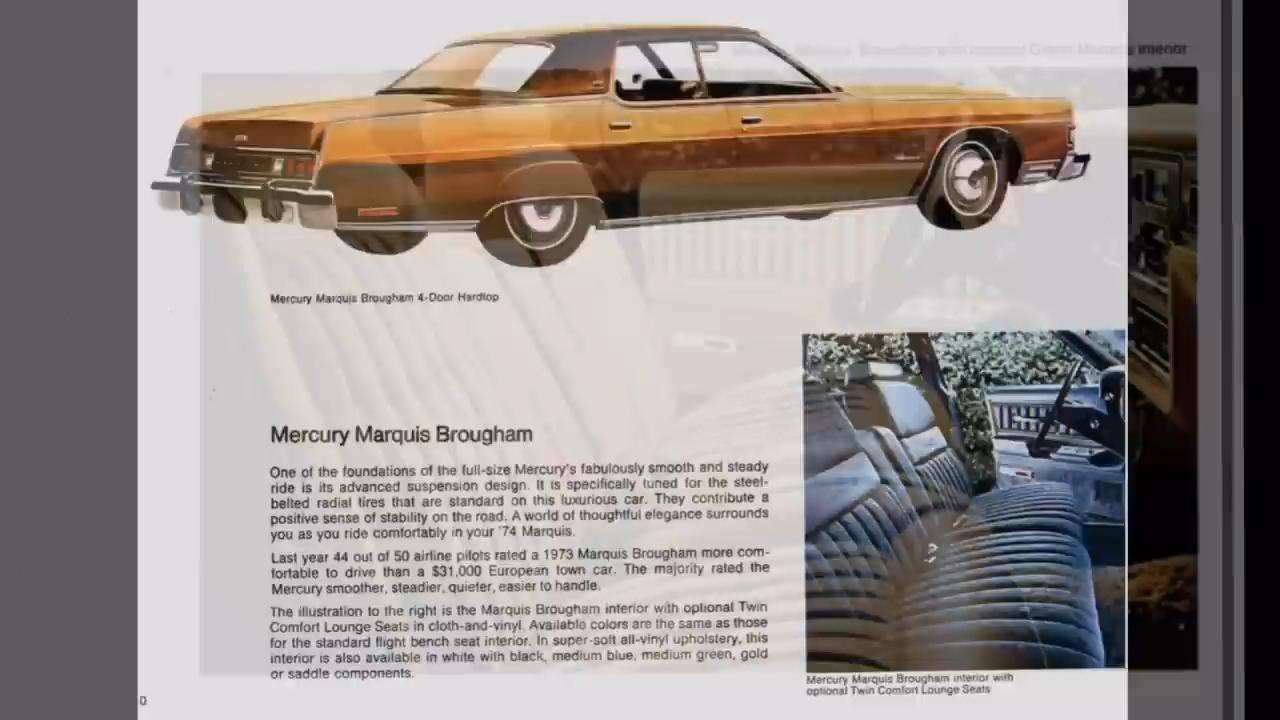 Mercury Marquis Brougham 4-Door Hardtop
Mercury Marquis Brougham
One of the foundations of the full-size Mercury's fabulously smooth and steady
ride is its advanced suspension design. It is specifically tuned for the steel-
belted radial tires that are standard on this luxurious car. They contribute a
positive sense of stability on the road. A world of thoughtful elegance surrounds
you as you ride comfortably in your '74 Marquis.
Last year 44 out of 50 airline pilots rated a 1973 Marquis Brougham more com-
fortable to drive than a $31,000 European town car. The majority rated the
Mercury smoother, steadier, quieter, easier to handle.
The illustration to the right is the Marquis Brougham interior with optional Twin
Comfort Lounge Seats in cloth-and-vinyl. Available colors are the same as those
for the standard flight bench seat interior. In super-soft all-vinyl upholstery, this
interior is also available in white with black, medium blue, medium green, gold
or saddle components.
Mercury Marquis Brougham interior with
optional Twin Comfort Lounge Seats
0